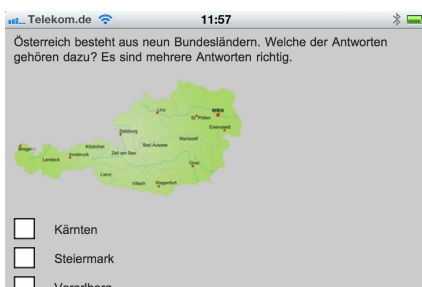 Telekom.de 11:57
Österreich besteht aus neun Bundesländern. Welche der Antworten
gehören dazu? Es sind mehrere Antworten richtig.
Linz
WIEN
St. Pölten
Eisenstadt
Salzburg
Mariazell
Bad Aussee
Kitzbühel
Zell am See
Bregenz
Innsbruck
Landeck
Graz
Lienz
Villach
Klagenfurt
Kärnten
Steiermark